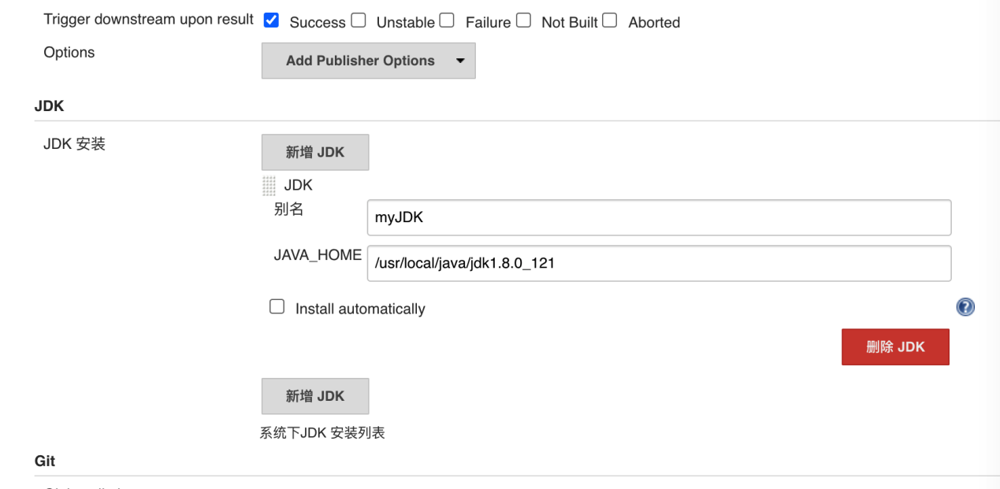 Trigger downstream upon result Success Unstable Failure Not Built Aborted
Options Add Publisher Options
JDK
JDK 安装 新增 JDK
JDK
别名 myJDK
JAVA_HOME /usr/local/java/jdk1.8.0_121
Install automatically
删除 JDK
新增 JDK
系统下JDK 安装列表
Git